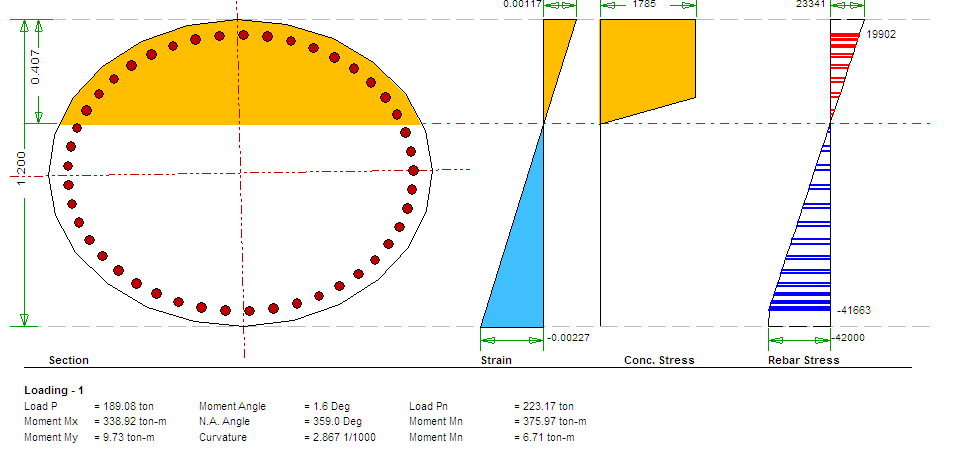 0.00117 1785 23341
19902
0.407
1.200
-41663
-0.00227 -42000
Section Strain Conc. Stress Rebar Stress
Loading - 1
Load P = 189.08 ton Moment Angle = 1.6 Deg Load Pn = 223.17 ton
Moment Mx = 338.92 ton-m N.A. Angle = 359.0 Deg Moment Mn = 375.97 ton-m
Moment My = 9.73 ton-m Curvature = 2.867 1/1000 Moment Mn = 6.71 ton-m